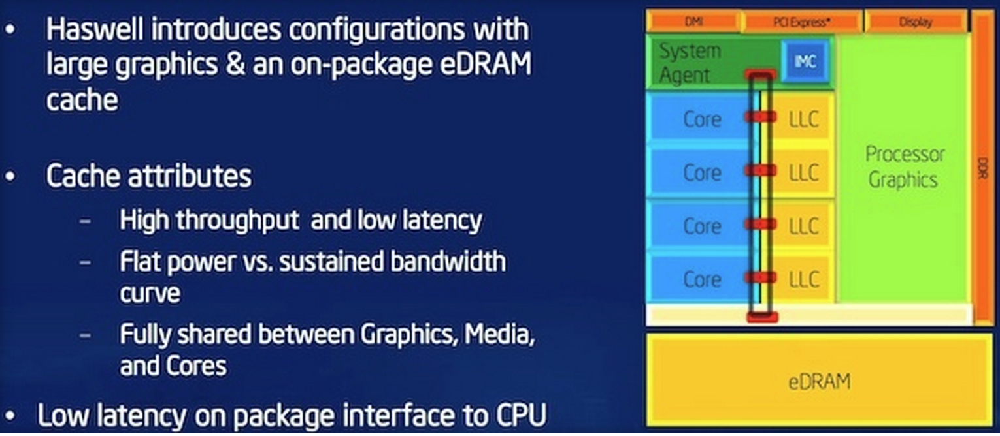 • Haswell introduces configurations with
large graphics & an on-package eDRAM
cache
• Cache attributes
– High throughput and low latency
– Flat power vs. sustained bandwidth
curve
– Fully shared between Graphics, Media,
and Cores
• Low latency on package interface to CPU
DMI
PCI Express*
Display
System
Agent
IMC
Core
LLC
Core
LLC
Core
LLC
Core
LLC
Processor
Graphics
DDR
eDRAM